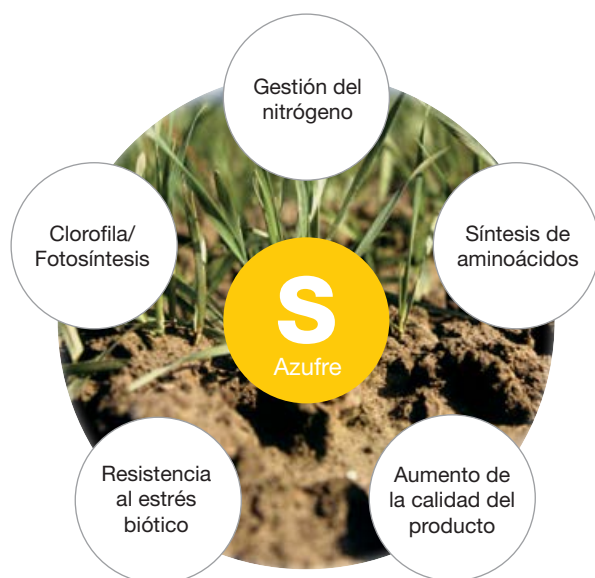 Gestión del
nitrógeno
Clorofila/
Fotosíntesis
Síntesis de
aminoácidos
S
Azufre
Resistencia
al estrés
biótico
Aumento de
la calidad del
producto